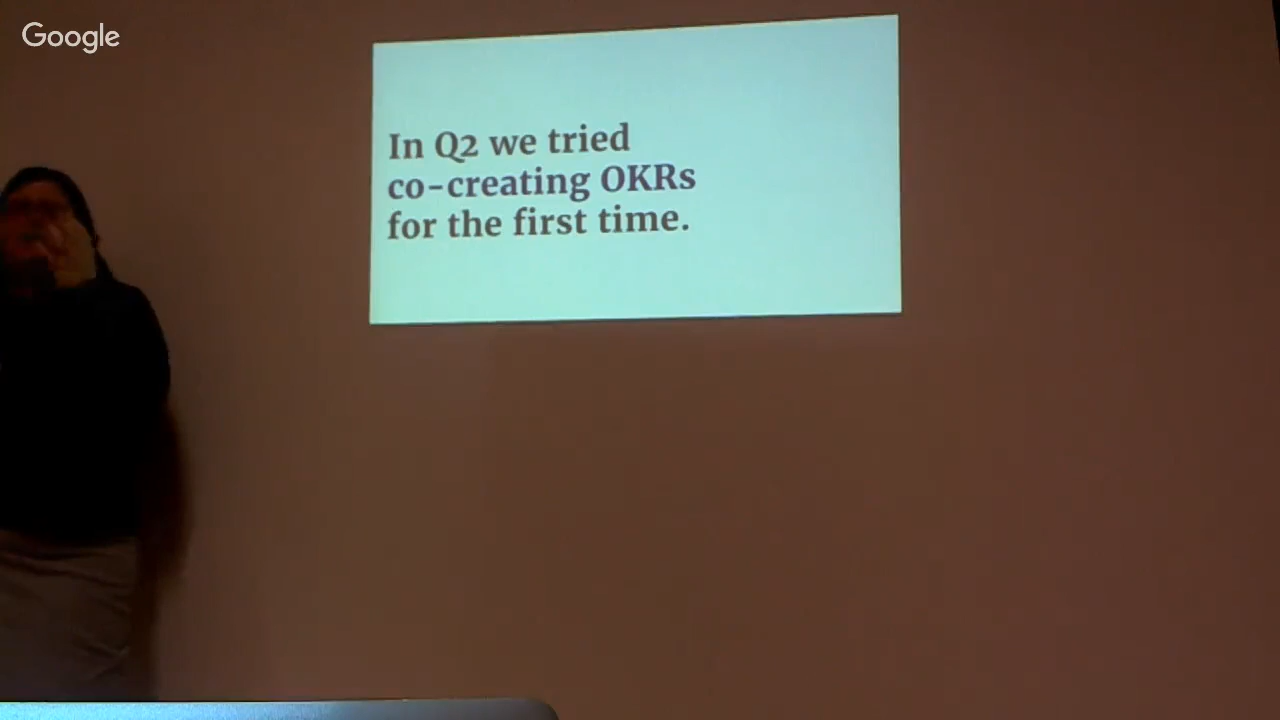 Google
In Q2 we tried
co-creating OKRs
for the first time.